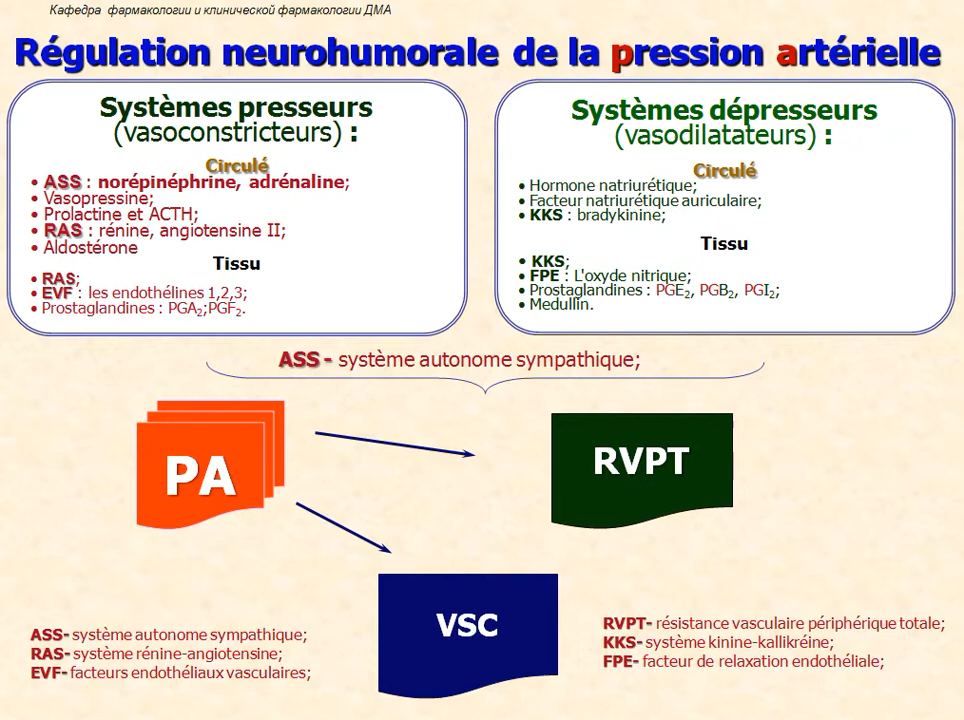 Кафедра фармакологии и клинической фармакологии ДМА
Régulation neurohumorale de la pression artérielle
Systèmes presseurs
(vasoconstricteurs) :
Circulé
• ASS : norépinéphrine, adrénaline;
• Vasopressine;
• Prolactine et ACTH;
• RAS : rénine, angiotensine II;
• Aldostérone
Tissu
• RAS;
• EVF : les endothélines 1,2,3;
• Prostaglandines : PGA2;PGF2.
Systèmes dépresseurs
(vasodilatateurs) :
Circulé
• Hormone natriurétique;
• Facteur natriurétique auriculaire;
• KKS : bradykinine;
Tissu
• KKS;
• FPE : L'oxyde nitrique;
• Prostaglandines : PGE2, PGB2, PGI2;
• Medullin.
ASS - système autonome sympathique;
PA
RVPT
VSC
ASS- système autonome sympathique;
RAS- système rénine-angiotensine;
EVF- facteurs endothéliaux vasculaires;
RVPT- résistance vasculaire périphérique totale;
KKS- système kinine-kallikréine;
FPE- facteur de relaxation endothéliale;